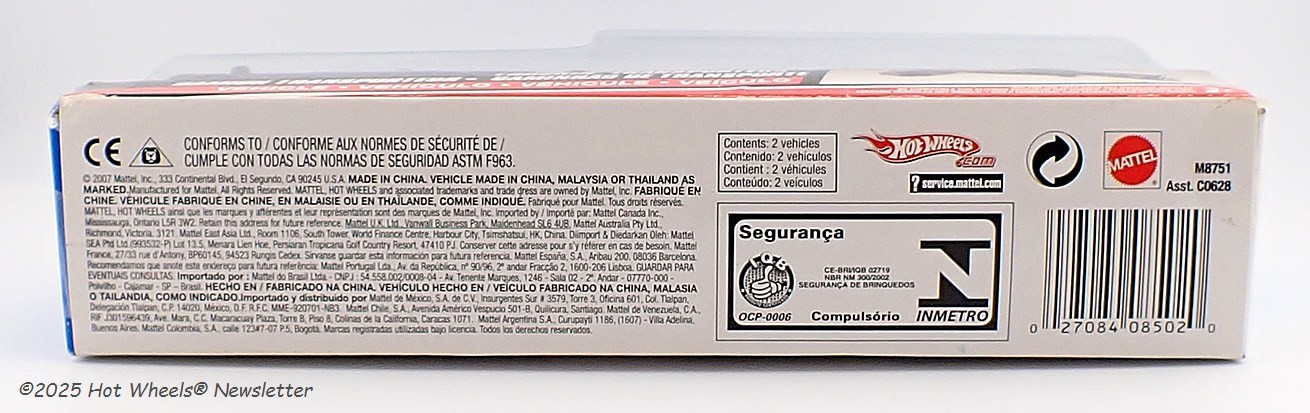 VEHICLE • VEHÍCULO • VÉHICULE • VEÍCULO
CE
CONFORMS TO / CONFORME AUX NORMES DE SÉCURITÉ DE /
CUMPLE CON TODAS LAS NORMAS DE SEGURIDAD ASTM F963.
© 2007 Mattel, Inc., 333 Continental Blvd., El Segundo, CA 90245 U.S.A. MADE IN CHINA. VEHICLE MADE IN CHINA, MALAYSIA OR THAILAND AS
MARKED. Manufactured for Mattel. All Rights Reserved. MATTEL, HOT WHEELS and associated trademarks and trade dress are owned by Mattel, Inc. FABRIQUÉ EN
CHINE. VÉHICULE FABRIQUÉ EN CHINE, EN MALAISIE OU EN THAÏLANDE, COMME INDIQUÉ. Fabriqué pour Mattel. Tous droits réservés.
MATTEL, HOT WHEELS ainsi que les marques y afférentes et leur représentation sont des marques de Mattel, Inc. Imported by / Importé par: Mattel Canada Inc.,
Mississauga, Ontario L5R 3W2. Retain this address for future reference. Mattel U.K. Ltd., Vanwall Business Park, Maidenhead SL6 4UB. Mattel Australia Pty Ltd.,
Richmond, Victoria. 3121. Mattel East Asia Ltd., Room 1106, South Tower, World Finance Centre, Harbour City, Tsimshatsui, HK, China. Diimport & Diedarkan Oleh: Mattel
SEA Ptd Ltd.(993532-P) Lot 13.5, Menara Lien Hoe, Persiaran Tropicana Golf Country Resort, 47410 PJ. Conserver cette adresse pour s'y référer en cas de besoin. Mattel
France, 27/33 rue d'Antony, BP60145, 94523 Rungis Cedex. Sirvanse guardar esta información para futura referencia. Mattel España, S.A., Aribau 200. 08036 Barcelona.
Recomendamos que anote este endereço para futura referência: Mattel Portugal Lda., Av. da República, nº 90/96, 2º andar Fracção 2, 1600-206 Lisboa. GUARDAR PARA
EVENTUAIS CONSULTAS. Importado por : Mattel do Brasil Ltda. - CNPJ : 54.558.002/0008-04 - Av. Tenente Marques, 1246 - Sala 02 - 2º Andar - 07770-000 -
Polvilho - Cajamar - SP – Brasil. HECHO EN / FABRICADO NA CHINA. VEHÍCULO HECHO EN / VEÍCULO FABRICADO NA CHINA, MALASIA
O TAILANDIA, COMO INDICADO. Importado y distribuido por Mattel de México, S.A. de C.V., Insurgentes Sur # 3579, Torre 3, Oficina 601, Col. Tlalpan,
Delegación Tlalpan, C.P. 14020, México, D.F. R.F.C. MME-920701-NB3. Mattel Chile, S.A., Avenida Américo Vespucio 501-B, Quilicura, Santiago. Mattel de Venezuela, C.A.,
RIF J301596439, Ave. Mara, C.C. Macaracuay Plaza, Torre B, Piso 8, Colinas de la California, Caracas 1071. Mattel Argentina S.A., Curupaytí 1186, (1607) - Villa Adelina,
Buenos Aires. Mattel Colombia, S.A., calle 123#7-07 P.5, Bogotá. Marcas registradas utilizadas bajo licencia. Todos los derechos reservados.
Contents: 2 vehicles
Contenido: 2 vehículos
Contient : 2 véhicules
Conteúdo: 2 veículos
HOT WHEELS .COM
? service.mattel.com
MATTEL
M8751
Asst. C0628
Segurança
IQB
CE-BRI/IQB 02719
NBR NM 300/2002
SEGURANÇA DE BRINQUEDOS
OCP-0006
Compulsório
INMETRO
0 27084 08502 0
©2025 Hot Wheels® Newsletter